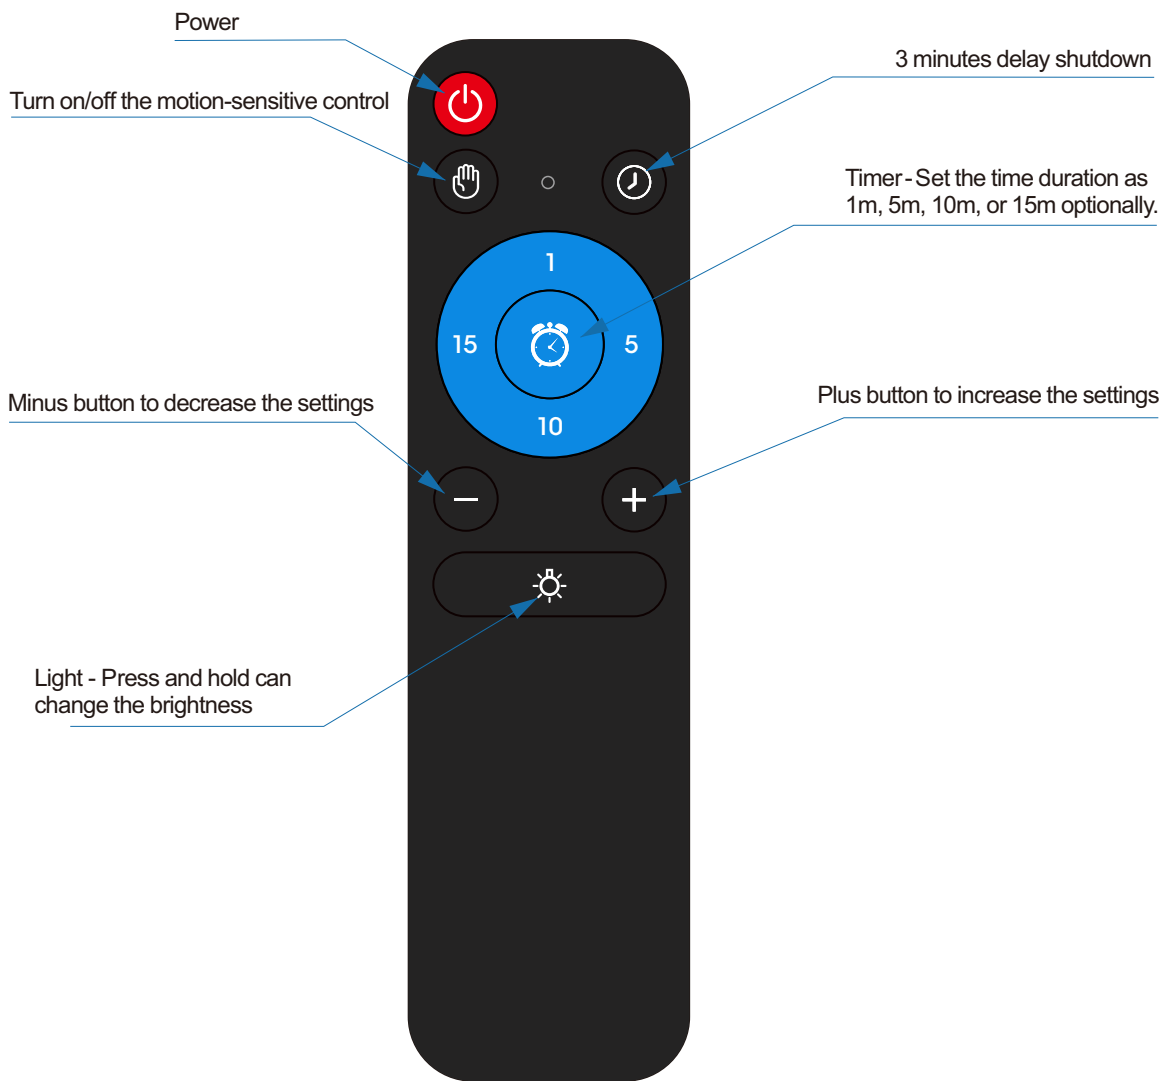 Power
3 minutes delay shutdown
Turn on/off the motion-sensitive control
Timer - Set the time duration as
1m, 5m, 10m, or 15m optionally.
1
15
5
10
Minus button to decrease the settings
Plus button to increase the settings
Light - Press and hold can
change the brightness